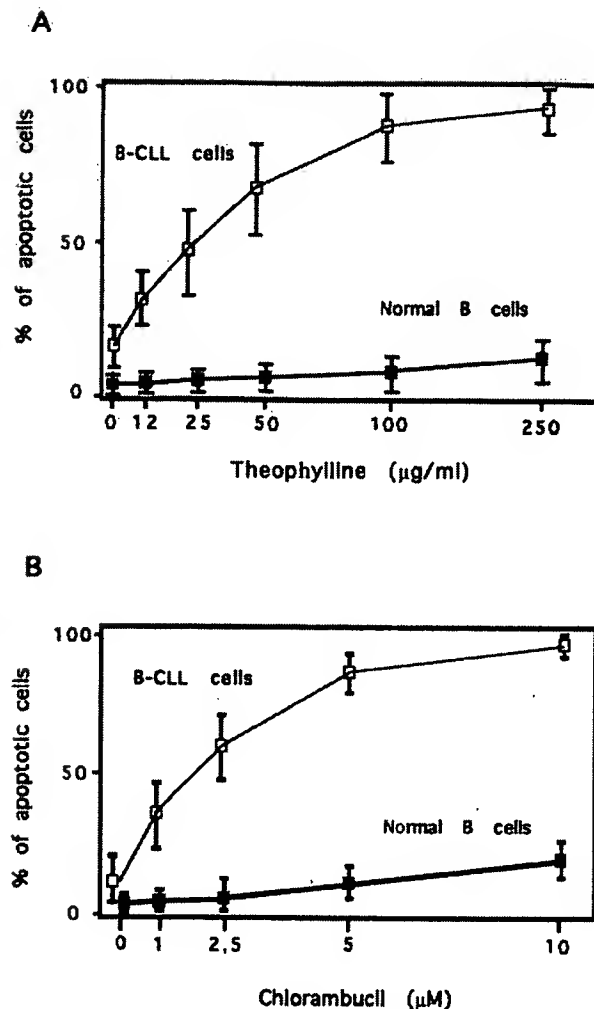 A
100
B-CLL cells
% of apoptotic cells
50
Normal B cells
0
0 12 25 50 100 250
Theophylline (µg/ml)
B
100
B-CLL cells
% of apoptotic cells
50
Normal B cells
0
0 1 2,5 5 10
Chlorambucil (µM)